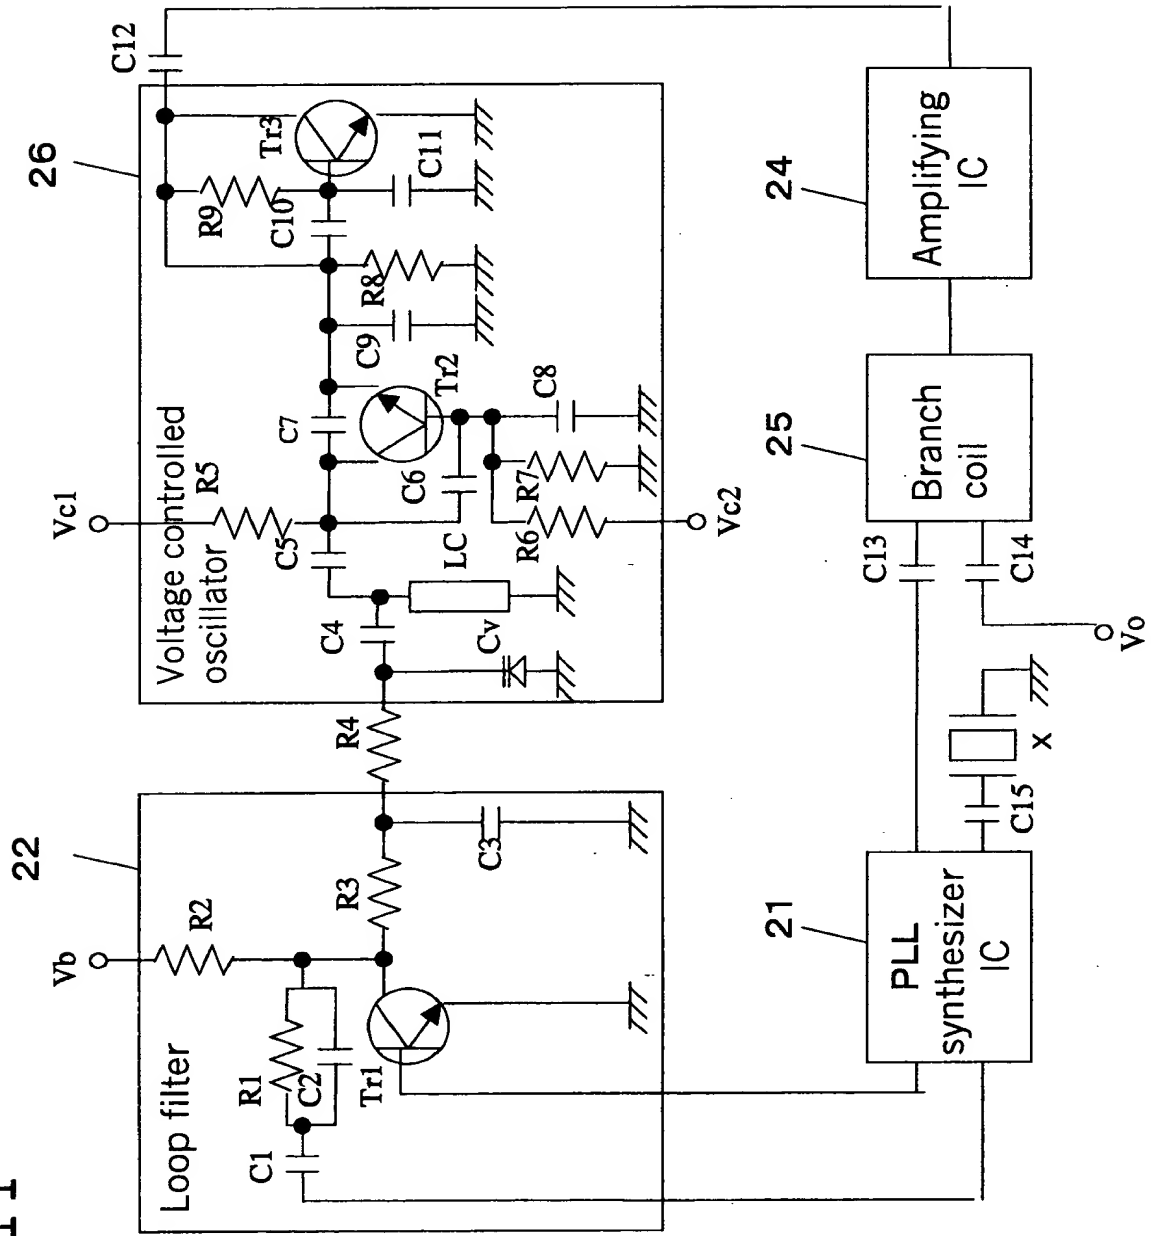 26
C12
Tr3
R9
C10
C11
R8
C9
Tr2
C8
C7
C6
R7
R6
Vc2
Vc1
R5
C5
LC
C4
Cv
Voltage controlled
oscillator
R4
22
Vb
R2
R3
C3
R1
C2
Tr1
C1
Loop filter
24
Amplifying
IC
25
Branch
coil
C13
C14
Vo
X
C15
21
PLL
synthesizer
IC